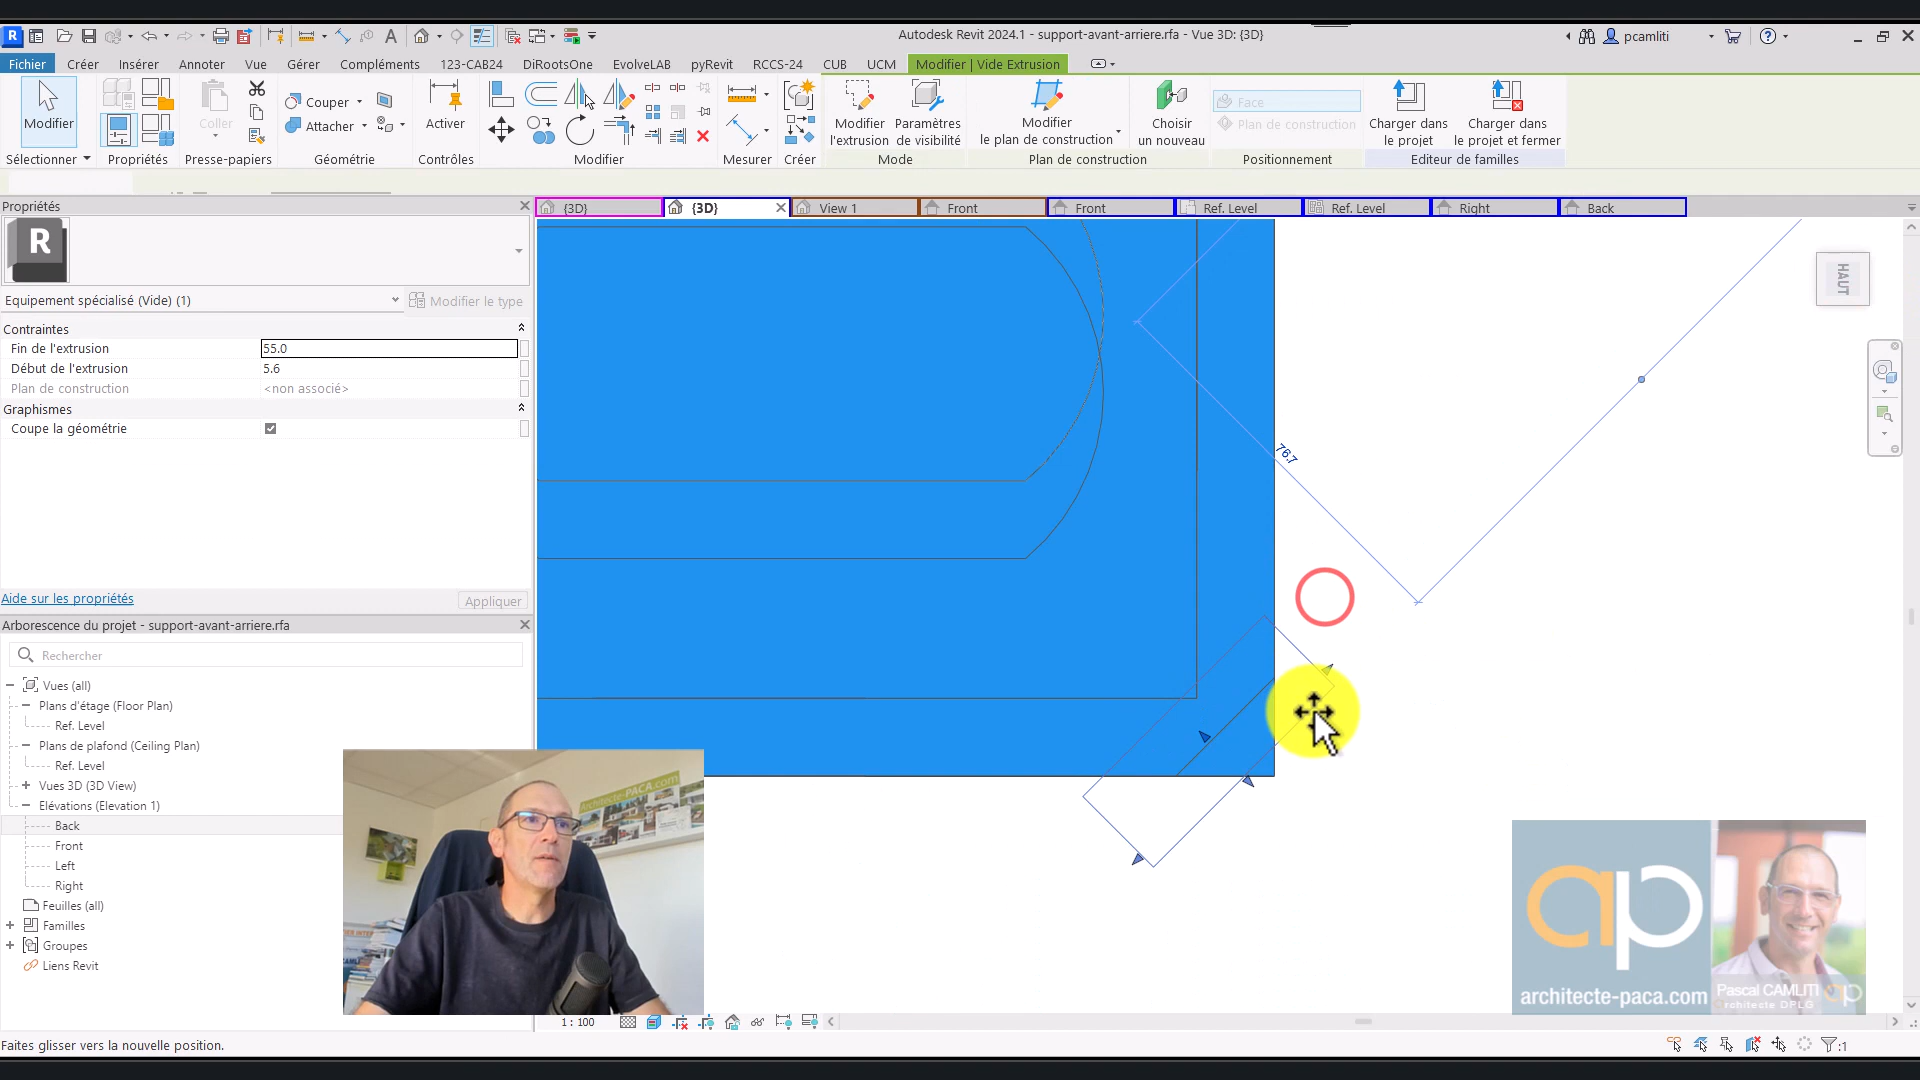 Autodesk Revit 2024.1 - support-avant-arriere.rfa - Vue 3D: {3D}
pcamliti
Fichier Créer Insérer Annoter Vue Gérer Compléments 123-CAB24 DiRootsOne EvolveLAB pyRevit RCCS-24 CUB UCM Modifier | Vide Extrusion
Modifier
Coller
Couper
Attacher
Activer
Modifier l'extrusion
Paramètres de visibilité
Modifier le plan de construction
Choisir un nouveau
Face
Plan de construction
Charger dans le projet
Charger dans le projet et fermer
Sélectionner Propriétés Presse-papiers Géométrie Contrôles Modifier Mesurer Créer Mode Plan de construction Positionnement Editeur de familles
Propriétés
{3D} {3D} View 1 Front Front Ref. Level Ref. Level Right Back
R
Equipement spécialisé (Vide) (1)
Modifier le type
Contraintes
Fin de l'extrusion 55.0
Début de l'extrusion 5.6
Plan de construction <non associé>
Graphismes
Coupe la géométrie
Aide sur les propriétés
Appliquer
HAUT
76.7
Arborescence du projet - support-avant-arriere.rfa
Rechercher
Vues (all)
Plans d'étage (Floor Plan)
Ref. Level
Plans de plafond (Ceiling Plan)
Ref. Level
Vues 3D (3D View)
Elévations (Elevation 1)
Back
Front
Left
Right
Feuilles (all)
Familles
Groupes
Liens Revit
architecte-PACA.com
ap
architecte-paca.com
Pascal CAMLITI
Architecte DPLG
ap
1 : 100
Faites glisser vers la nouvelle position.
:1